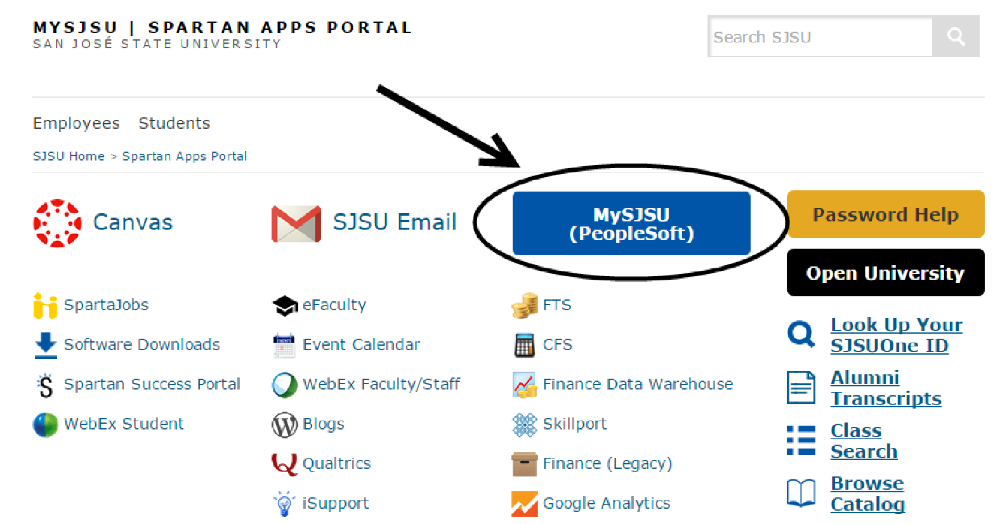 MYSJSU | SPARTAN APPS PORTAL
SAN JOSÉ STATE UNIVERSITY
Search SJSU
Employees Students
SJSU Home > Spartan Apps Portal
Canvas
SJSU Email
MySJSU
(PeopleSoft)
Password Help
Open University
SpartaJobs
Software Downloads
Spartan Success Portal
WebEx Student
eFaculty
Event Calendar
WebEx Faculty/Staff
Blogs
Qualtrics
iSupport
FTS
CFS
Finance Data Warehouse
Skillport
Finance (Legacy)
Google Analytics
Look Up Your
SJSUOne ID
Alumni
Transcripts
Class
Search
Browse
Catalog